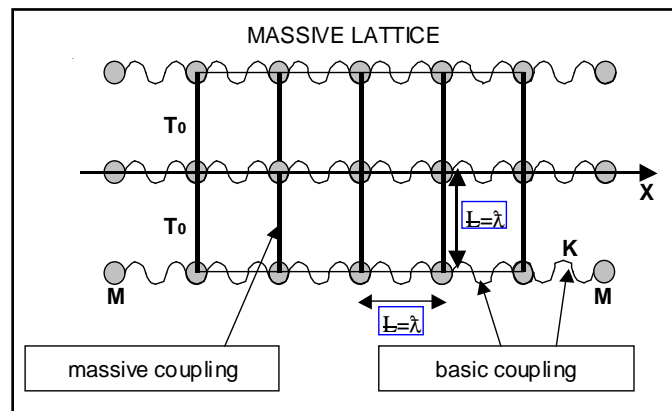 MASSIVE LATTICE
T0
X
T0
Ł=ƛ
K
M
M
Ł=ƛ
massive coupling
basic coupling